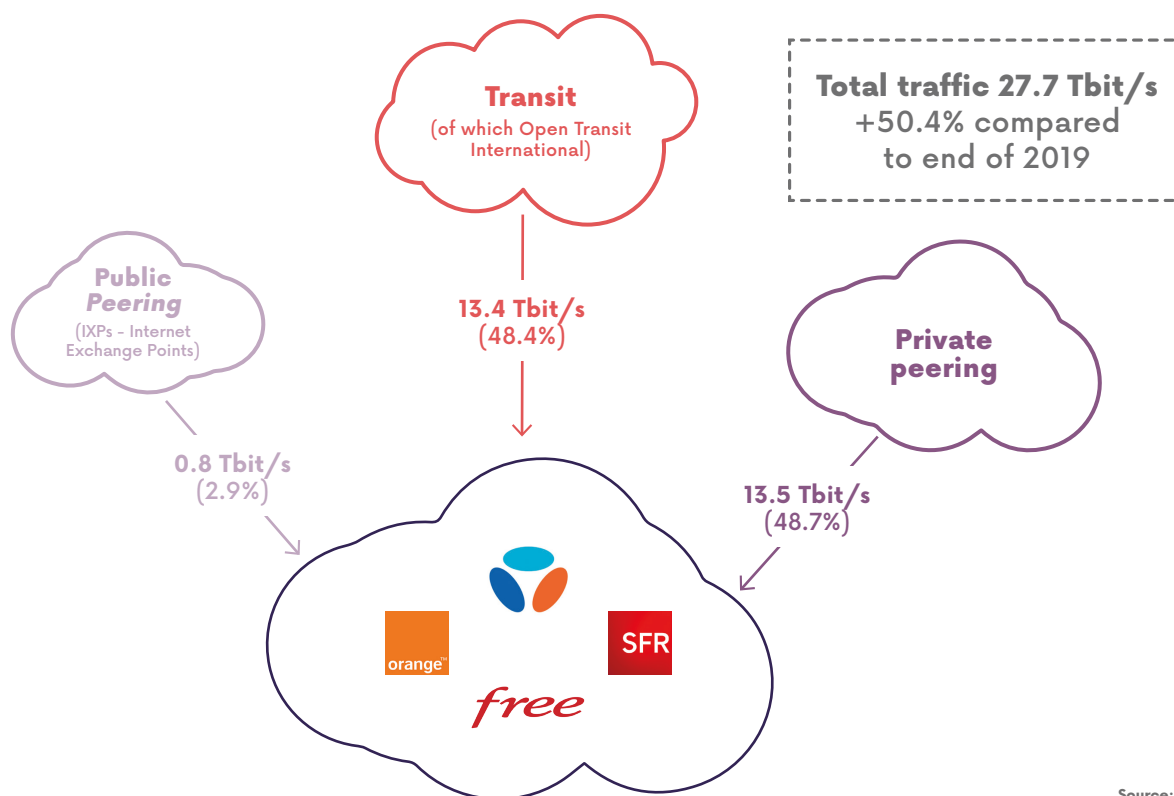 Transit
(of which Open Transit
International)
Total traffic 27.7 Tbit/s
+50.4% compared
to end of 2019
Public
Peering
(IXPs - Internet
Exchange Points)
13.4 Tbit/s
(48.4%)
Private
peering
0.8 Tbit/s
(2.9%)
13.5 Tbit/s
(48.7%)
orange™
SFR
free
Source: